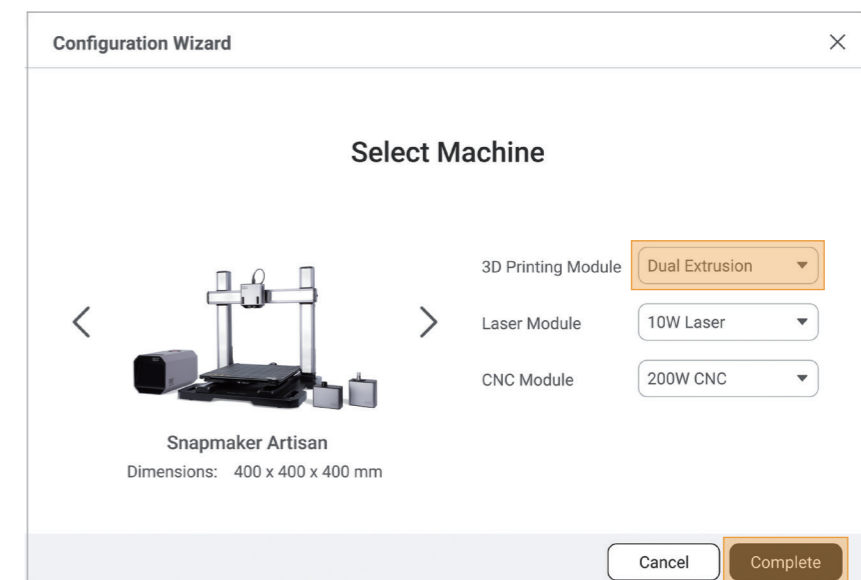 Configuration Wizard
Select Machine
3D Printing Module
Dual Extrusion
Laser Module
10W Laser
CNC Module
200W CNC
Snapmaker Artisan
Dimensions: 400 x 400 x 400 mm
Cancel
Complete